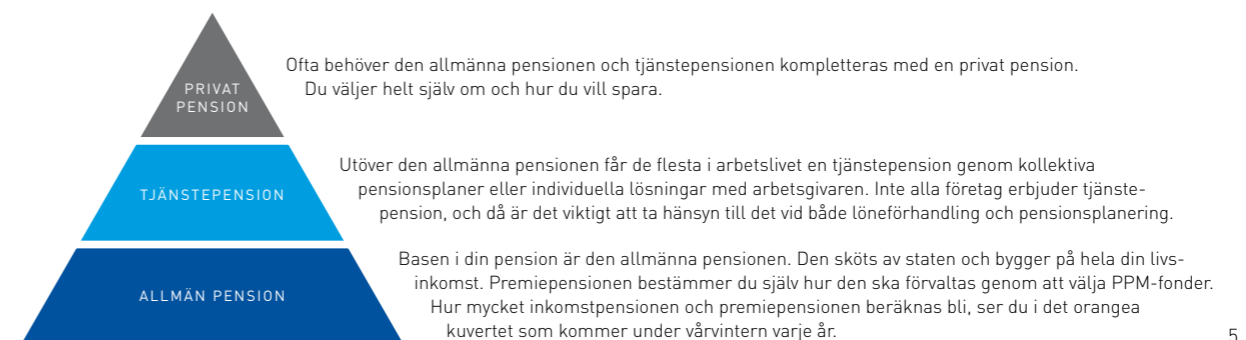 PRIVAT
PENSION
Ofta behöver den allmänna pensionen och tjänstepensionen kompletteras med en privat pension.
Du väljer helt själv om och hur du vill spara.
TJÄNSTEPENSION
Utöver den allmänna pensionen får de flesta i arbetslivet en tjänstepension genom kollektiva
pensionsplaner eller individuella lösningar med arbetsgivaren. Inte alla företag erbjuder tjänste-
pension, och då är det viktigt att ta hänsyn till det vid både löneförhandling och pensionsplanering.
ALLMÄN PENSION
Basen i din pension är den allmänna pensionen. Den sköts av staten och bygger på hela din livs-
inkomst. Premiepensionen bestämmer du själv hur den ska förvaltas genom att välja PPM-fonder.
Hur mycket inkomstpensionen och premiepensionen beräknas bli, ser du i det orangea
kuvertet som kommer under vårvintern varje år.
5